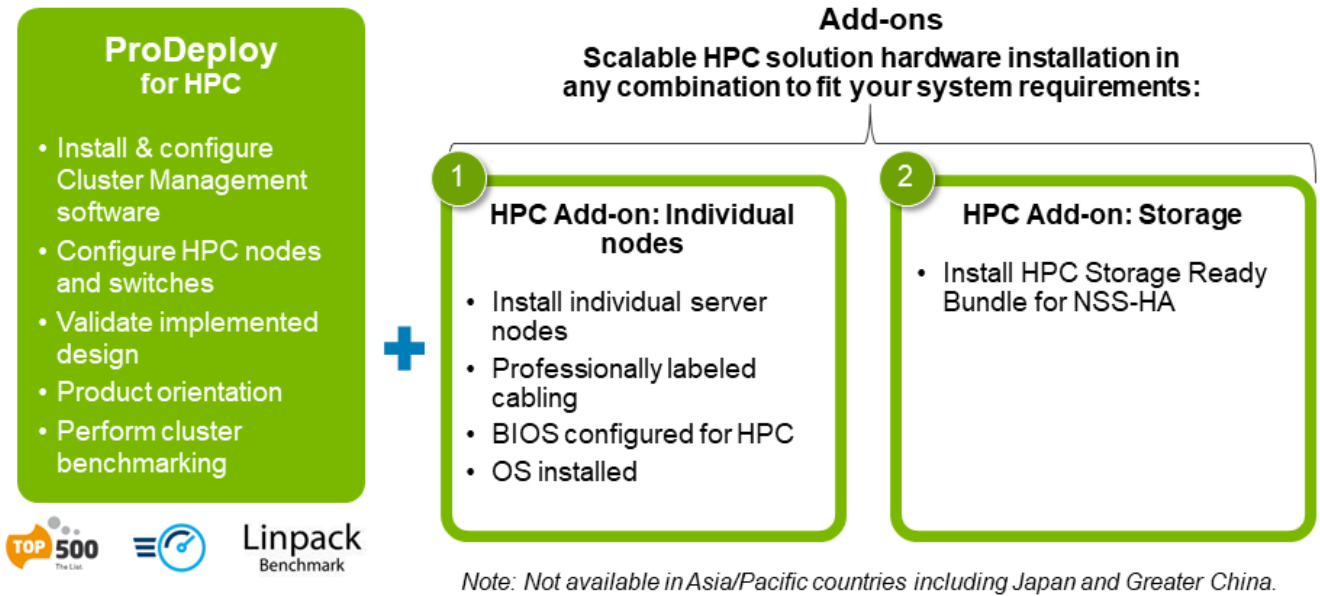 ProDeploy
for HPC
• Install & configure
Cluster Management
software
• Configure HPC nodes
and switches
• Validate implemented
design
• Product orientation
• Perform cluster
benchmarking
TOP 500
The List.
Linpack
Benchmark
Add-ons
Scalable HPC solution hardware installation in
any combination to fit your system requirements:
1
HPC Add-on: Individual
nodes
• Install individual server
nodes
• Professionally labeled
cabling
• BIOS configured for HPC
• OS installed
2
HPC Add-on: Storage
• Install HPC Storage Ready
Bundle for NSS-HA
Note: Not available in Asia/Pacific countries including Japan and Greater China.